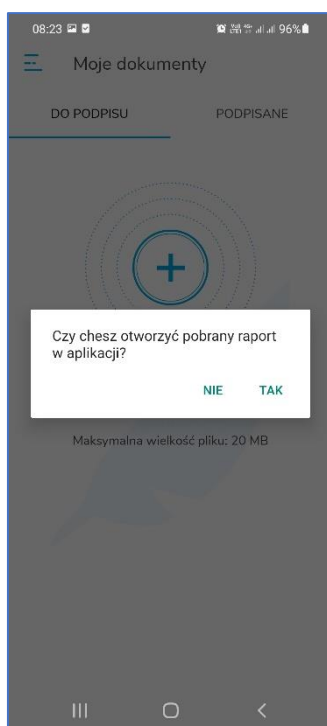 08:23 96%
Moje dokumenty
DO PODPISU PODPISANE
Czy chesz otworzyć pobrany raport
w aplikacji?
NIE TAK
Maksymalna wielkość pliku: 20 MB